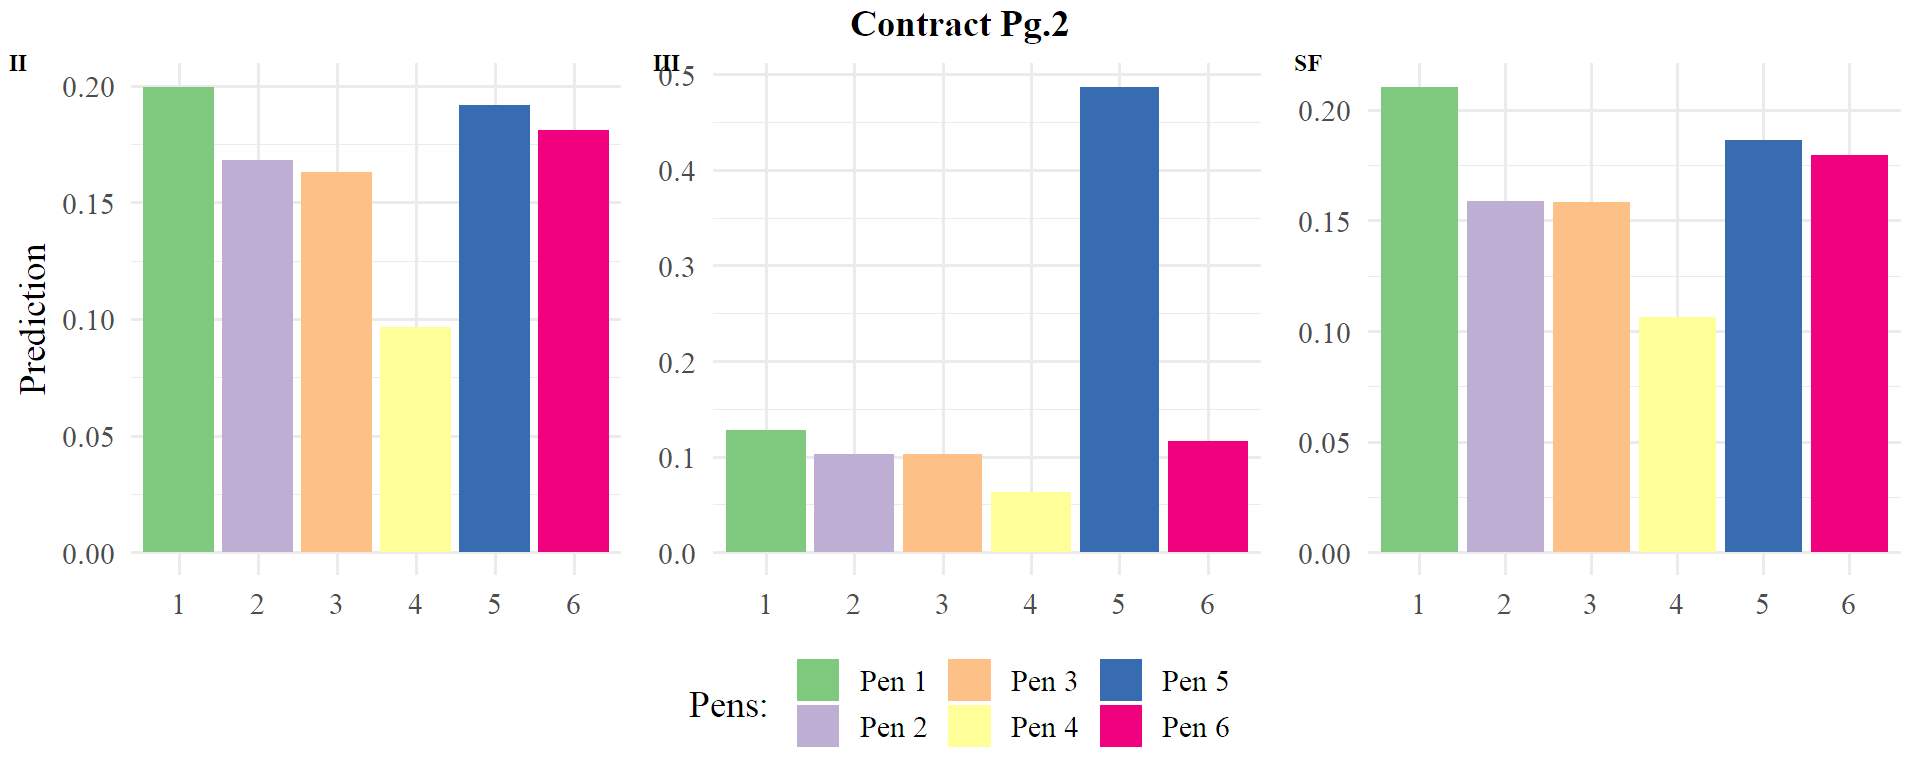 Contract Pg.2
II
III
SF
Prediction
0.20
0.15
0.10
0.05
0.00
1 2 3 4 5 6
0.5
0.4
0.3
0.2
0.1
0.0
1 2 3 4 5 6
0.20
0.15
0.10
0.05
0.00
1 2 3 4 5 6
Pens:
Pen 1 Pen 3 Pen 5
Pen 2 Pen 4 Pen 6